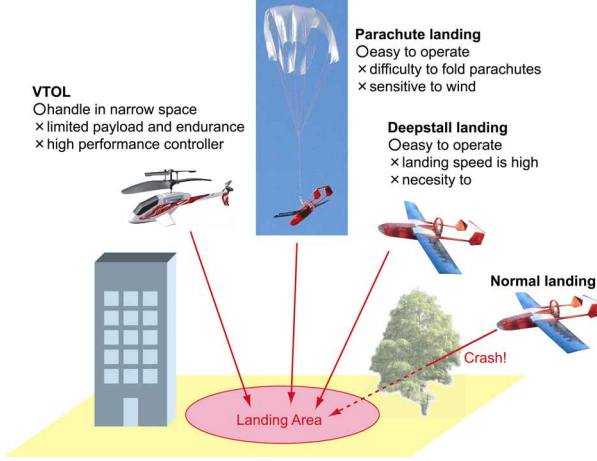 Parachute landing
○easy to operate
×difficulty to fold parachutes
×sensitive to wind
VTOL
○handle in narrow space
×limited payload and endurance
×high performance controller
Deepstall landing
○easy to operate
×landing speed is high
×necesity to
Normal landing
Crash!
Landing Area